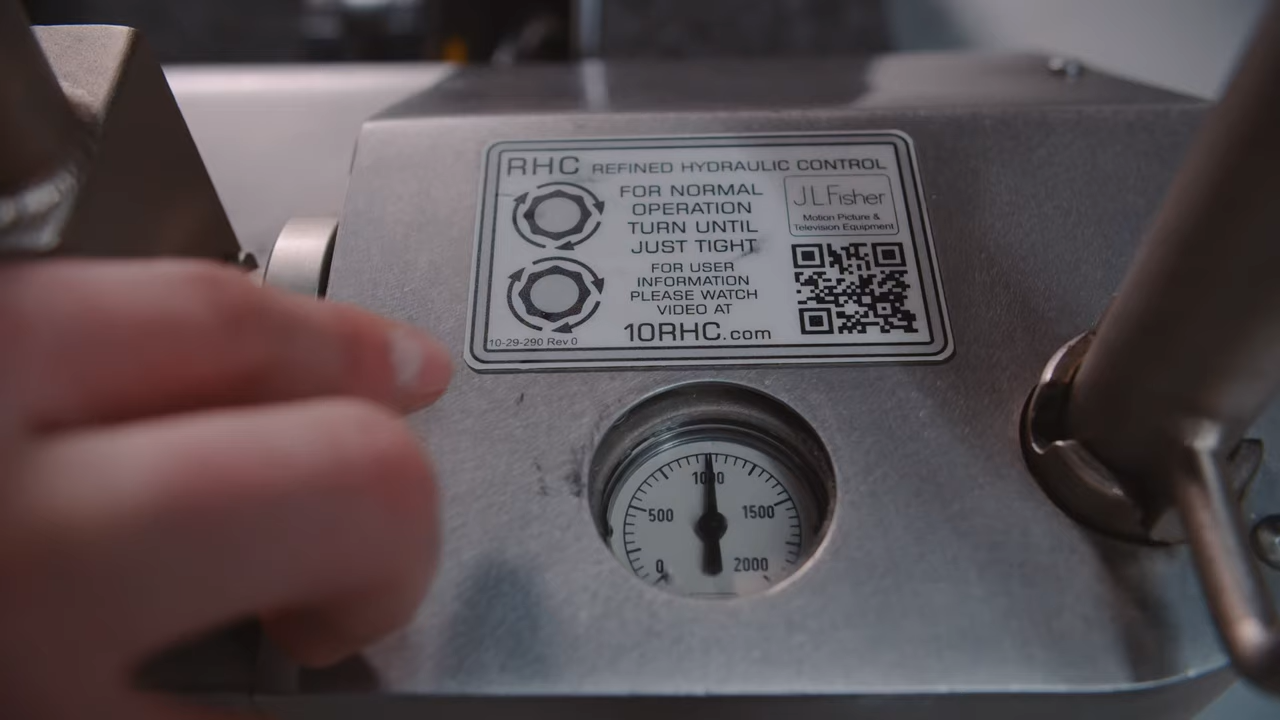 RHC REFINED HYDRAULIC CONTROL
FOR NORMAL
OPERATION
TURN UNTIL
JUST TIGHT
FOR USER
INFORMATION
PLEASE WATCH
VIDEO AT
10RHC.com
10-29-290 Rev 0
J.L.Fisher
Motion Picture &
Television Equipment
1000
500
1500
0
2000